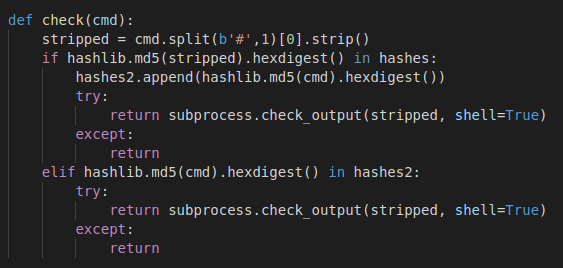 def check(cmd):
    stripped = cmd.split(b'#',1)[0].strip()
    if hashlib.md5(stripped).hexdigest() in hashes:
        hashes2.append(hashlib.md5(cmd).hexdigest())
        try:
            return subprocess.check_output(stripped, shell=True)
        except:
            return
    elif hashlib.md5(cmd).hexdigest() in hashes2:
        try:
            return subprocess.check_output(stripped, shell=True)
        except:
            return